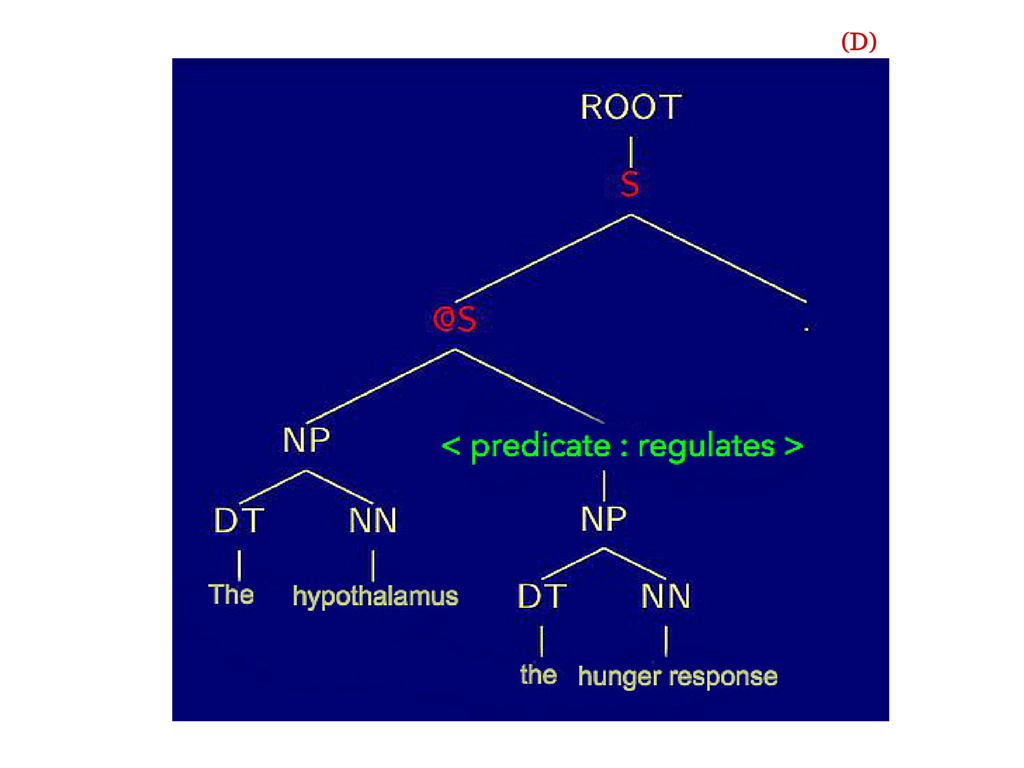 (D)
ROOT
S
@S .
NP < predicate : regulates >
DT NN NP
The hypothalamus DT NN
the hunger response